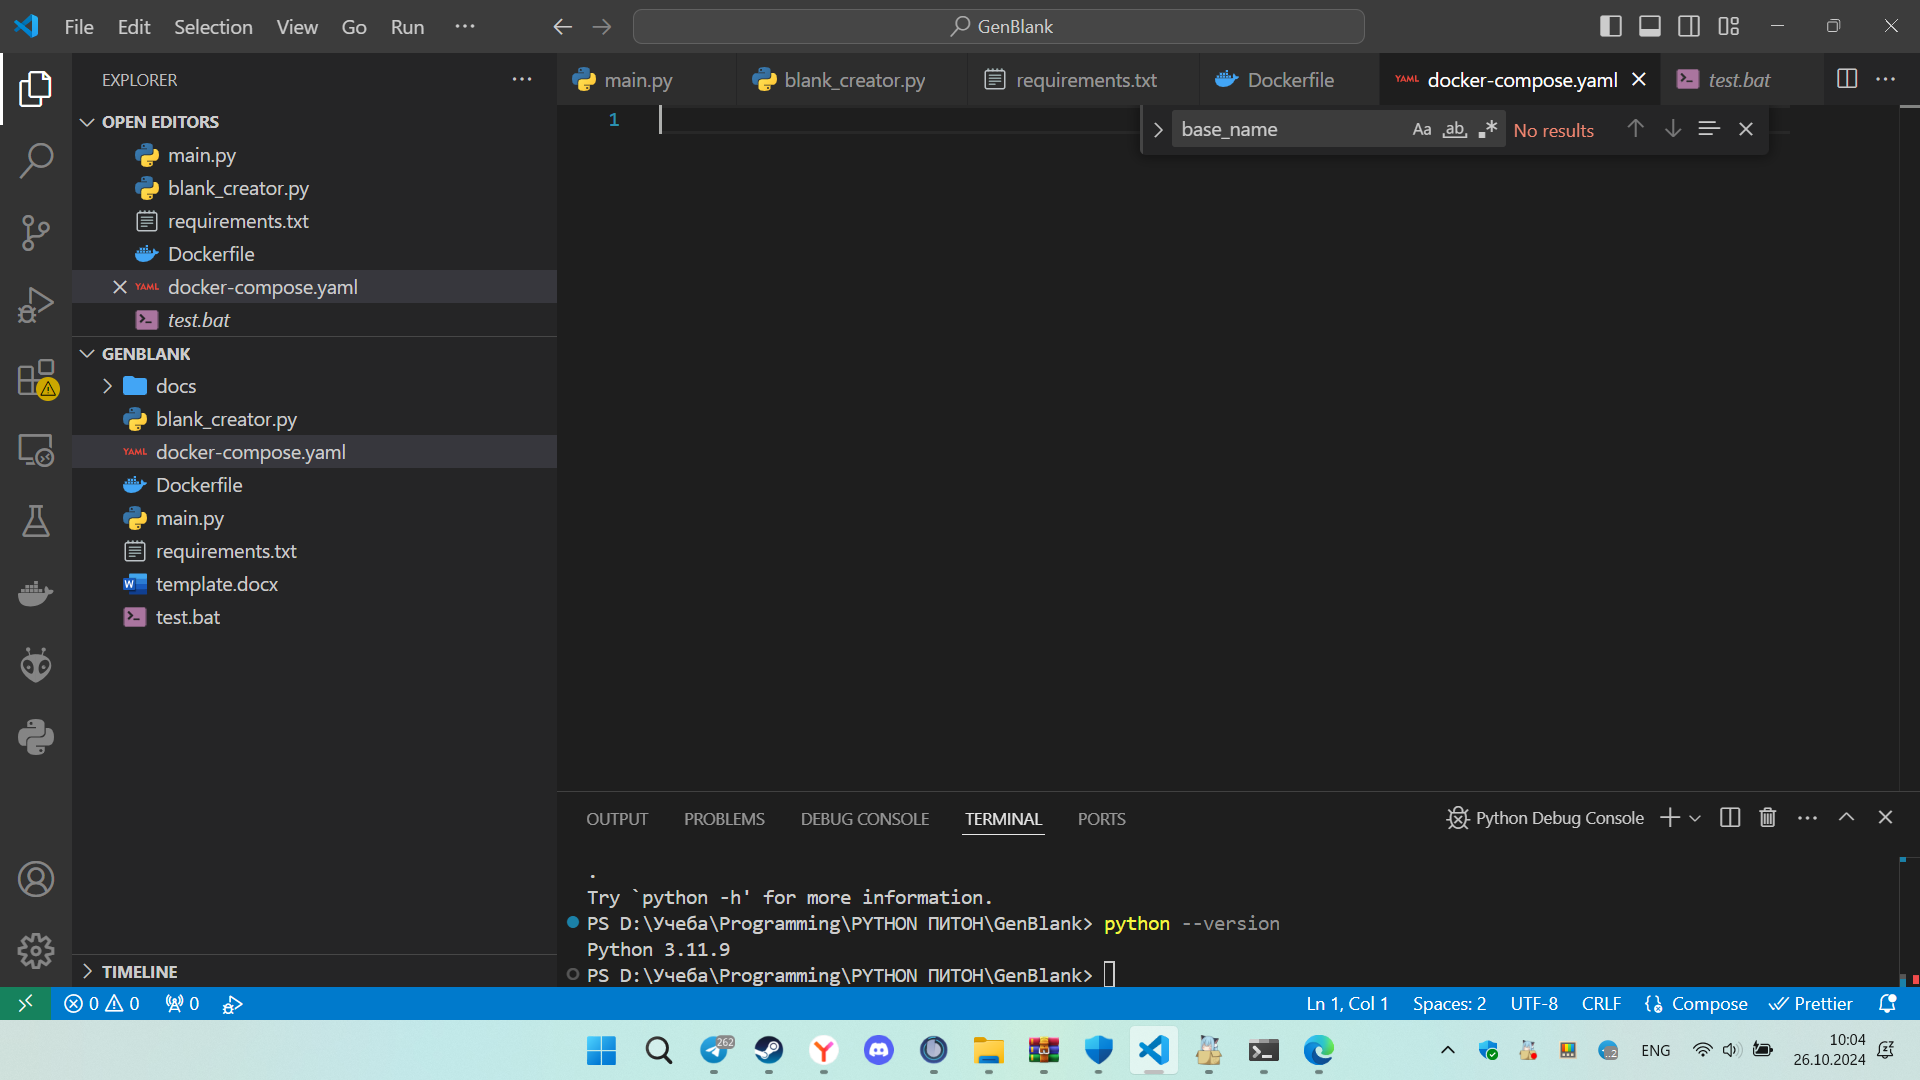 File Edit Selection View Go Run ···
GenBlank
EXPLORER
OPEN EDITORS
main.py
blank_creator.py
requirements.txt
Dockerfile
YAML docker-compose.yaml
test.bat
GENBLANK
docs
blank_creator.py
YAML docker-compose.yaml
Dockerfile
main.py
requirements.txt
W template.docx
test.bat
TIMELINE
main.py blank_creator.py requirements.txt Dockerfile YAML docker-compose.yaml test.bat
1
base_name Aa ab No results
OUTPUT PROBLEMS DEBUG CONSOLE TERMINAL PORTS
Python Debug Console
.
Try `python -h' for more information.
PS D:\Учеба\Programming\PYTHON ПИТОН\GenBlank> python --version
Python 3.11.9
PS D:\Учеба\Programming\PYTHON ПИТОН\GenBlank>
0 0 0
Ln 1, Col 1 Spaces: 2 UTF-8 CRLF Compose Prettier
262
ENG
10:04
26.10.2024